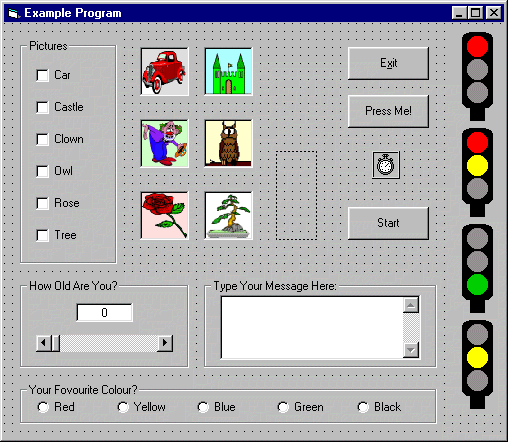 Example Program
Pictures
Car
Castle
Clown
Owl
Rose
Tree
Exit
Press Me!
Start
How Old Are You?
0
Type Your Message Here:
Your Fovourite Colour?
Red Yellow Blue Green Black